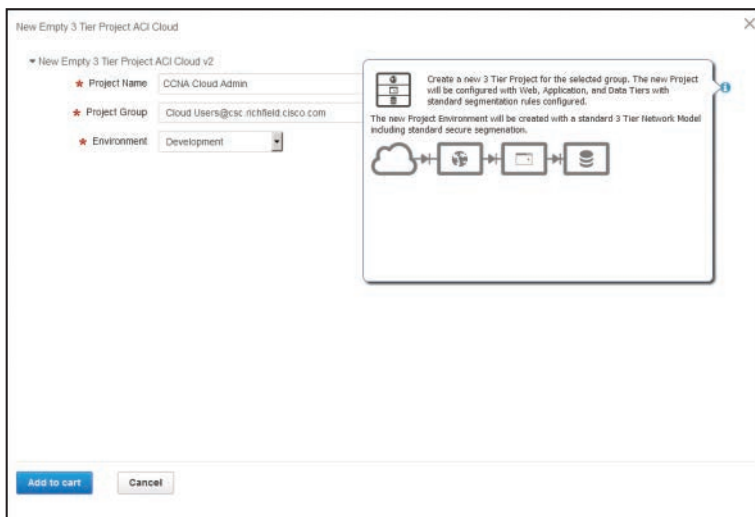 New Empty 3 Tier Project ACI Cloud
New Empty 3 Tier Project ACI Cloud v2
* Project Name CCNA Cloud Admin
* Project Group Cloud Users@csc.richfield.cisco.com
* Environment Development
Create a new 3 Tier Project for the selected group. The new Project
will be configured with Web, Application, and Data Tiers with
standard segmentation rules configured.
The new Project Environment will be created with a standard 3 Tier Network Model
including standard secure segmenation.
Add to cart Cancel